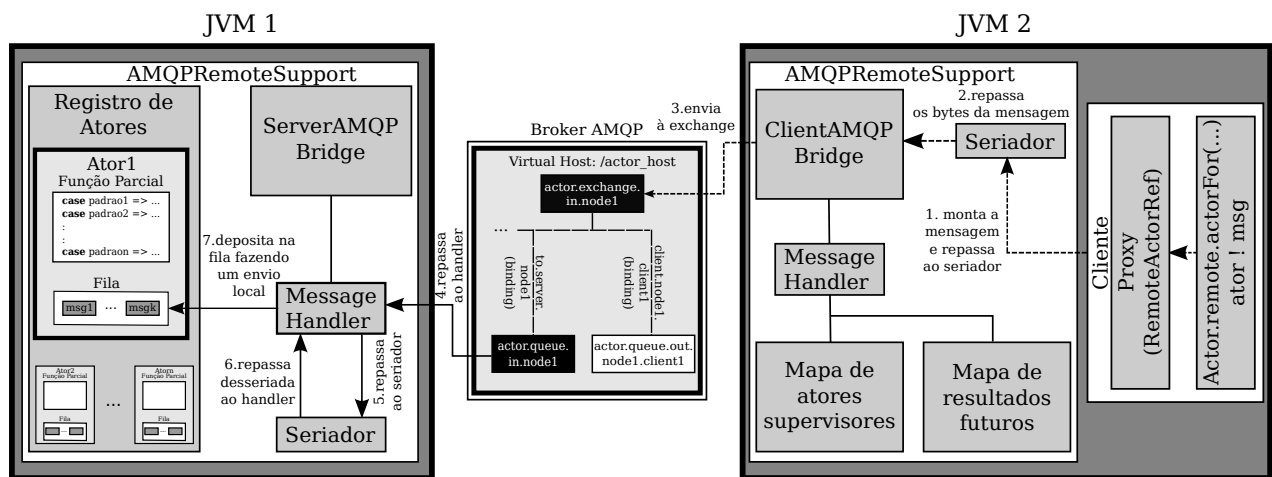 JVM 1
AMQPRemoteSupport
Registro de
Atores
Ator1
Função Parcial
case padrao1 => ...
case padrao2 => ...
:
:
case padraon => ...
Fila
msg1 ... msgk
Ator2
Função Parcial
Fila
...
...
Atorn
Função Parcial
Fila
...
ServerAMQP
Bridge
7.deposita na
fila fazendo
um envio
local
Message
Handler
6.repassa
desseriada
ao handler
5.repassa
ao seriador
Seriador
4.repassa
ao handler
Broker AMQP
Virtual Host: /actor_host
actor.exchange.
in.node1
...
to.server.
node1
(binding)
client.node1.
client1
(binding)
actor.queue.
in.node1
actor.queue.out.
node1.client1
3.envia
à exchange
JVM 2
AMQPRemoteSupport
ClientAMQP
Bridge
2.repassa
os bytes da mensagem
Seriador
1. monta a
mensagem
e repassa
ao seriador
Message
Handler
Mapa de
atores
supervisores
Mapa de
resultados
futuros
Cliente
Proxy
(RemoteActorRef)
Actor.remote.actorFor(...)
ator ! msg